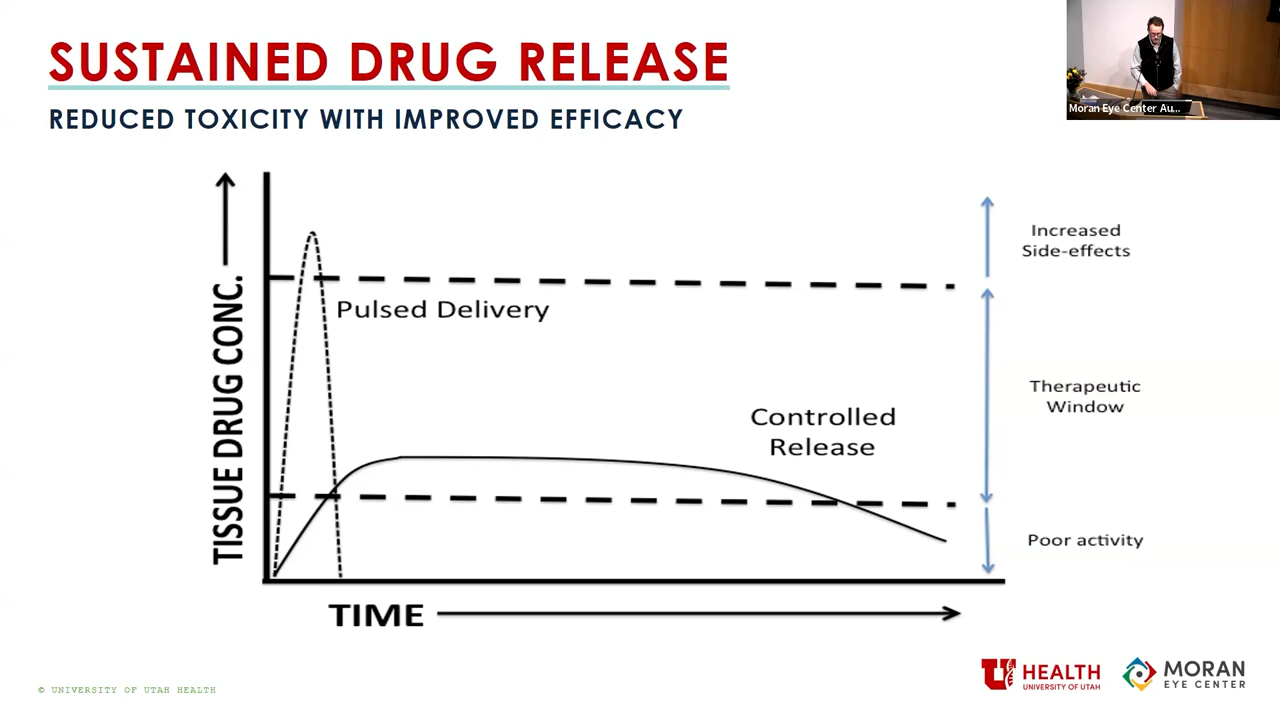 SUSTAINED DRUG RELEASE
REDUCED TOXICITY WITH IMPROVED EFFICACY
Moran Eye Center Au...
TISSUE DRUG CONC.
Pulsed Delivery
Controlled
Release
Increased
Side-effects
Therapeutic
Window
Poor activity
TIME
© UNIVERSITY OF UTAH HEALTH
U HEALTH
UNIVERSITY OF UTAH
MORAN
EYE CENTER